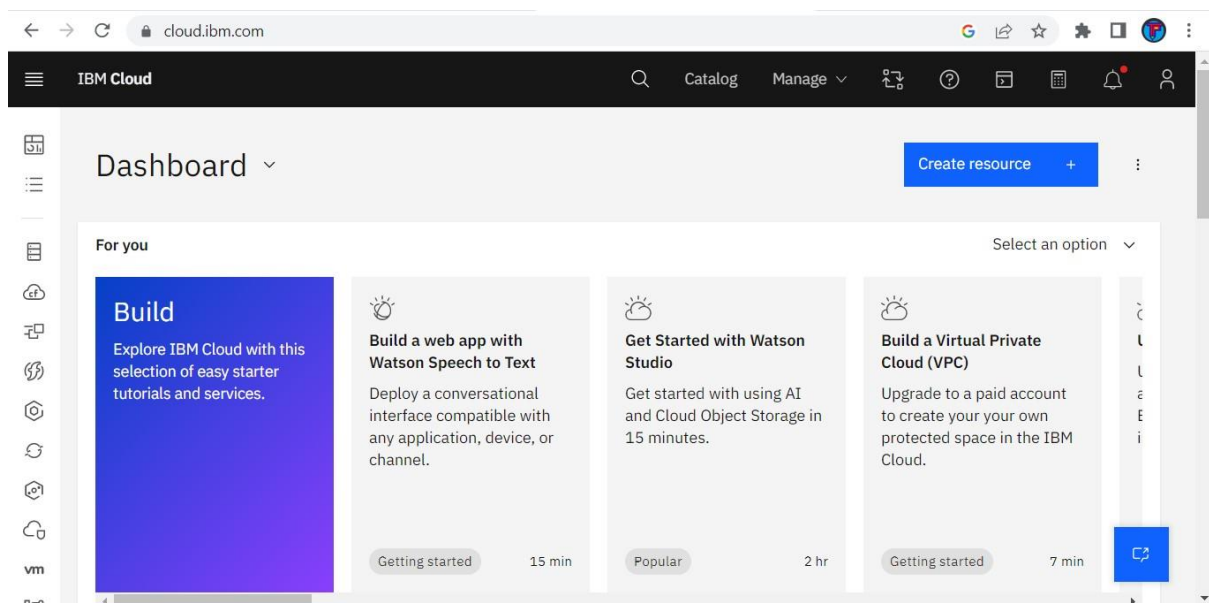 cloud.ibm.com
IBM Cloud
Catalog
Manage
Dashboard
Create resource +
For you
Select an option
Build
Explore IBM Cloud with this
selection of easy starter
tutorials and services.
Build a web app with
Watson Speech to Text
Deploy a conversational
interface compatible with
any application, device, or
channel.
Getting started
15 min
Get Started with Watson
Studio
Get started with using AI
and Cloud Object Storage in
15 minutes.
Popular
2 hr
Build a Virtual Private
Cloud (VPC)
Upgrade to a paid account
to create your your own
protected space in the IBM
Cloud.
Getting started
7 min
cf
vm